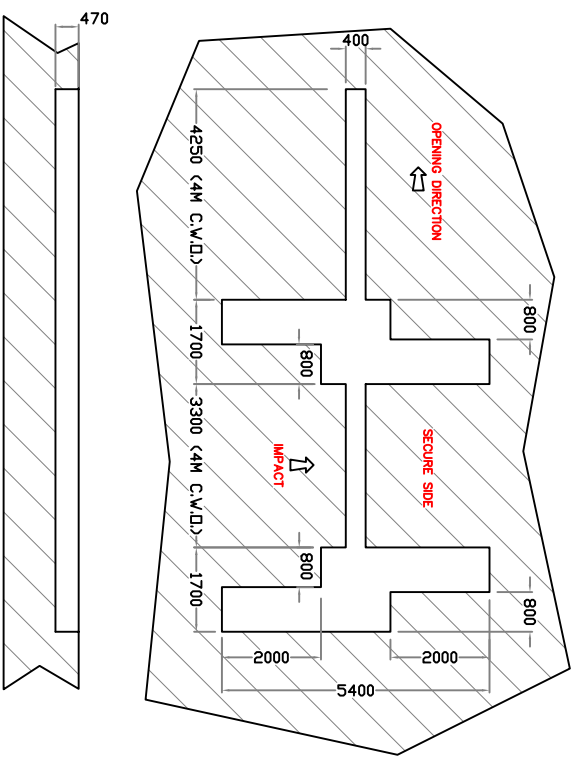 470
400
OPENING DIRECTION
4250 (4M C.W.O.)
800
1700
800
3300 (4M C.W.O.)
SECURE SIDE
IMPACT
800
1700
800
2000
2000
5400